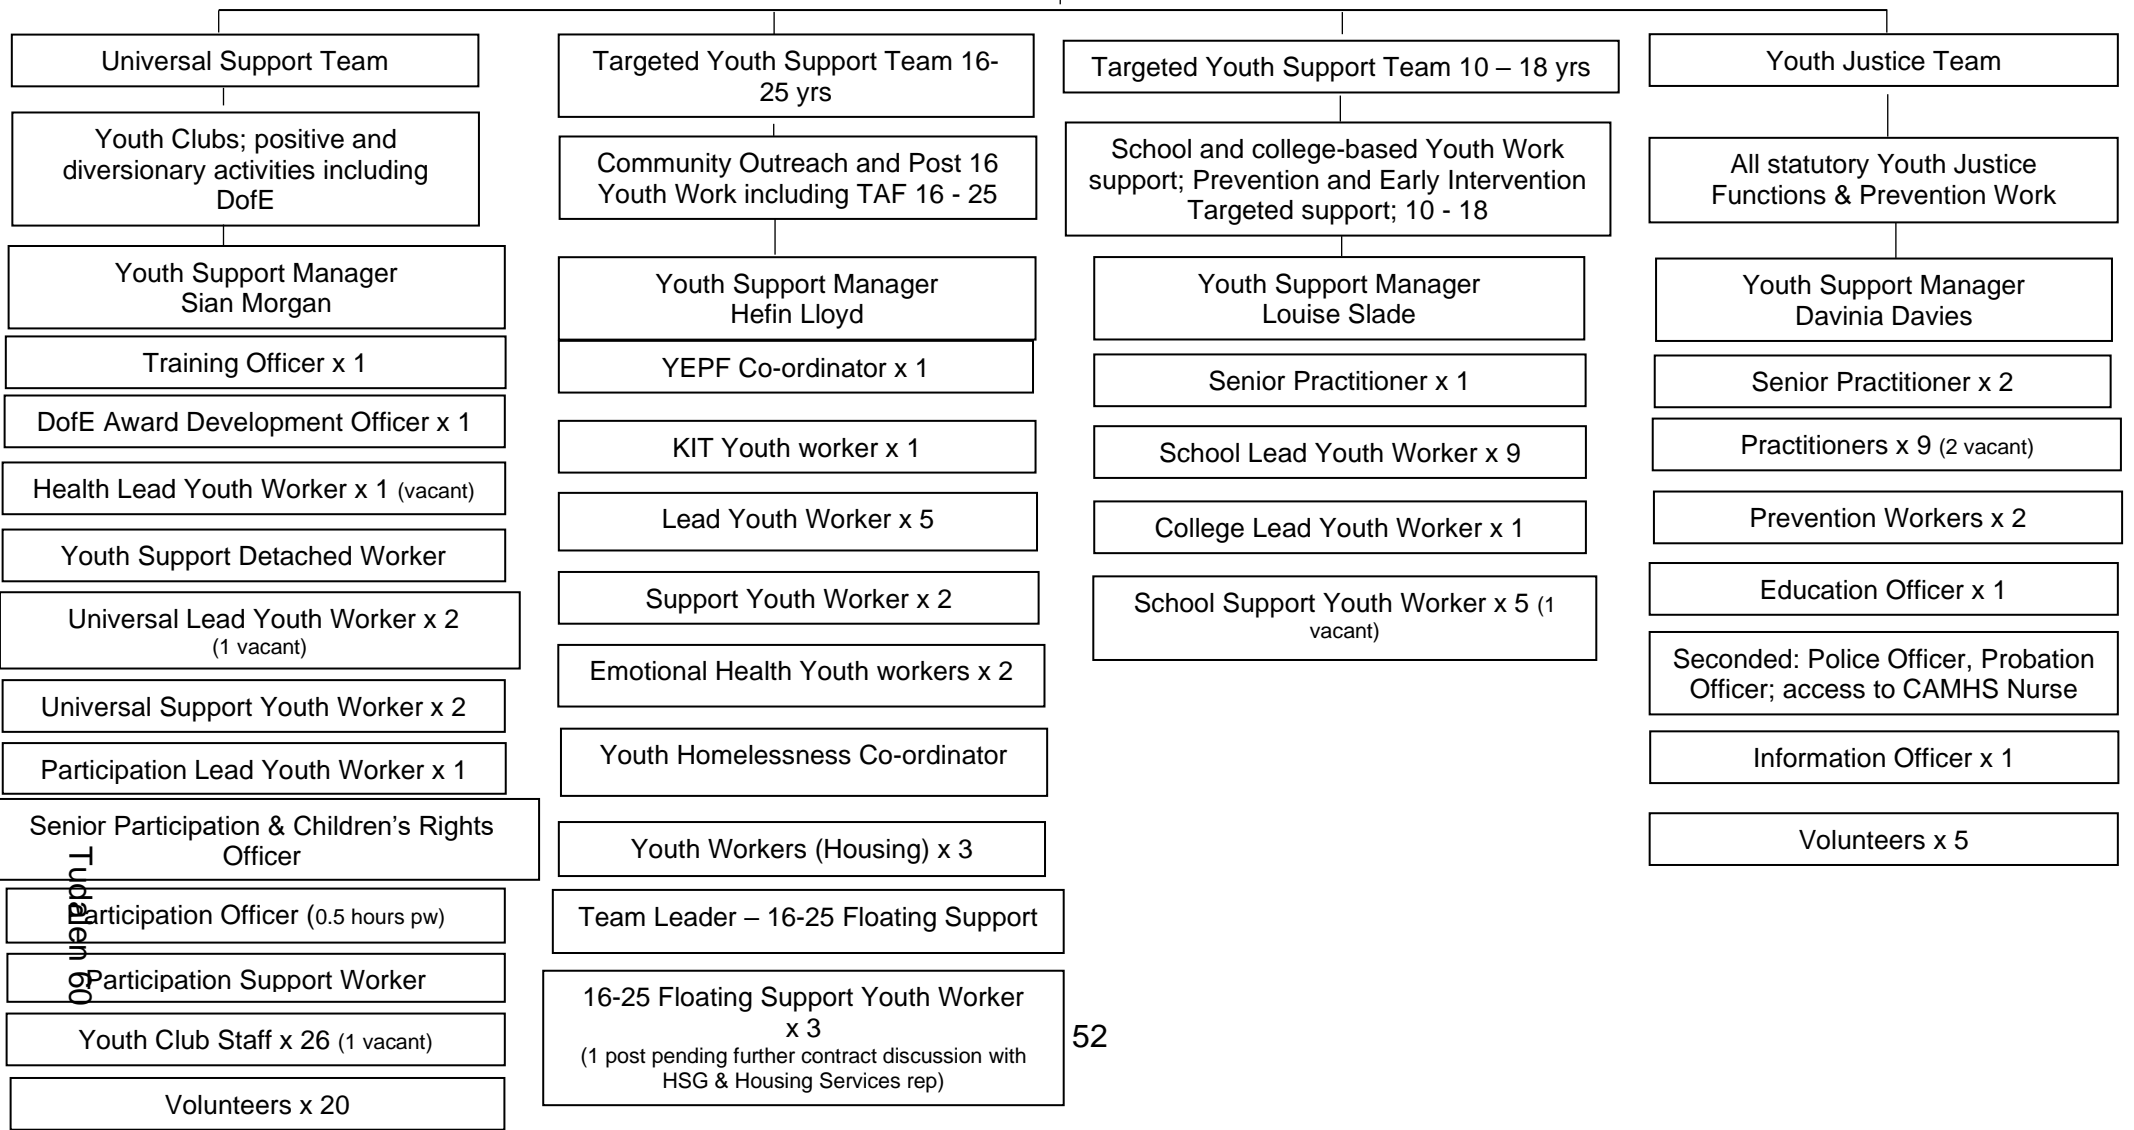 Universal Support Team
Youth Clubs; positive and
diversionary activities including
DofE
Youth Support Manager
Sian Morgan
Training Officer x 1
DofE Award Development Officer x 1
Health Lead Youth Worker x 1 (vacant)
Youth Support Detached Worker
Universal Lead Youth Worker x 2
(1 vacant)
Universal Support Youth Worker x 2
Participation Lead Youth Worker x 1
Senior Participation & Children’s Rights
Officer
Participation Officer (0.5 hours pw)
Participation Support Worker
Youth Club Staff x 26 (1 vacant)
Volunteers x 20
Targeted Youth Support Team 16-
25 yrs
Community Outreach and Post 16
Youth Work including TAF 16 - 25
Youth Support Manager
Hefin Lloyd
YEPF Co-ordinator x 1
KIT Youth worker x 1
Lead Youth Worker x 5
Support Youth Worker x 2
Emotional Health Youth workers x 2
Youth Homelessness Co-ordinator
Youth Workers (Housing) x 3
Team Leader – 16-25 Floating Support
16-25 Floating Support Youth Worker
x 3
(1 post pending further contract discussion with
HSG & Housing Services rep)
Targeted Youth Support Team 10 – 18 yrs
School and college-based Youth Work
support; Prevention and Early Intervention
Targeted support; 10 - 18
Youth Support Manager
Louise Slade
Senior Practitioner x 1
School Lead Youth Worker x 9
College Lead Youth Worker x 1
School Support Youth Worker x 5 (1
vacant)
Youth Justice Team
All statutory Youth Justice
Functions & Prevention Work
Youth Support Manager
Davinia Davies
Senior Practitioner x 2
Practitioners x 9 (2 vacant)
Prevention Workers x 2
Education Officer x 1
Seconded: Police Officer, Probation
Officer; access to CAMHS Nurse
Information Officer x 1
Volunteers x 5
52
Tudalen 60